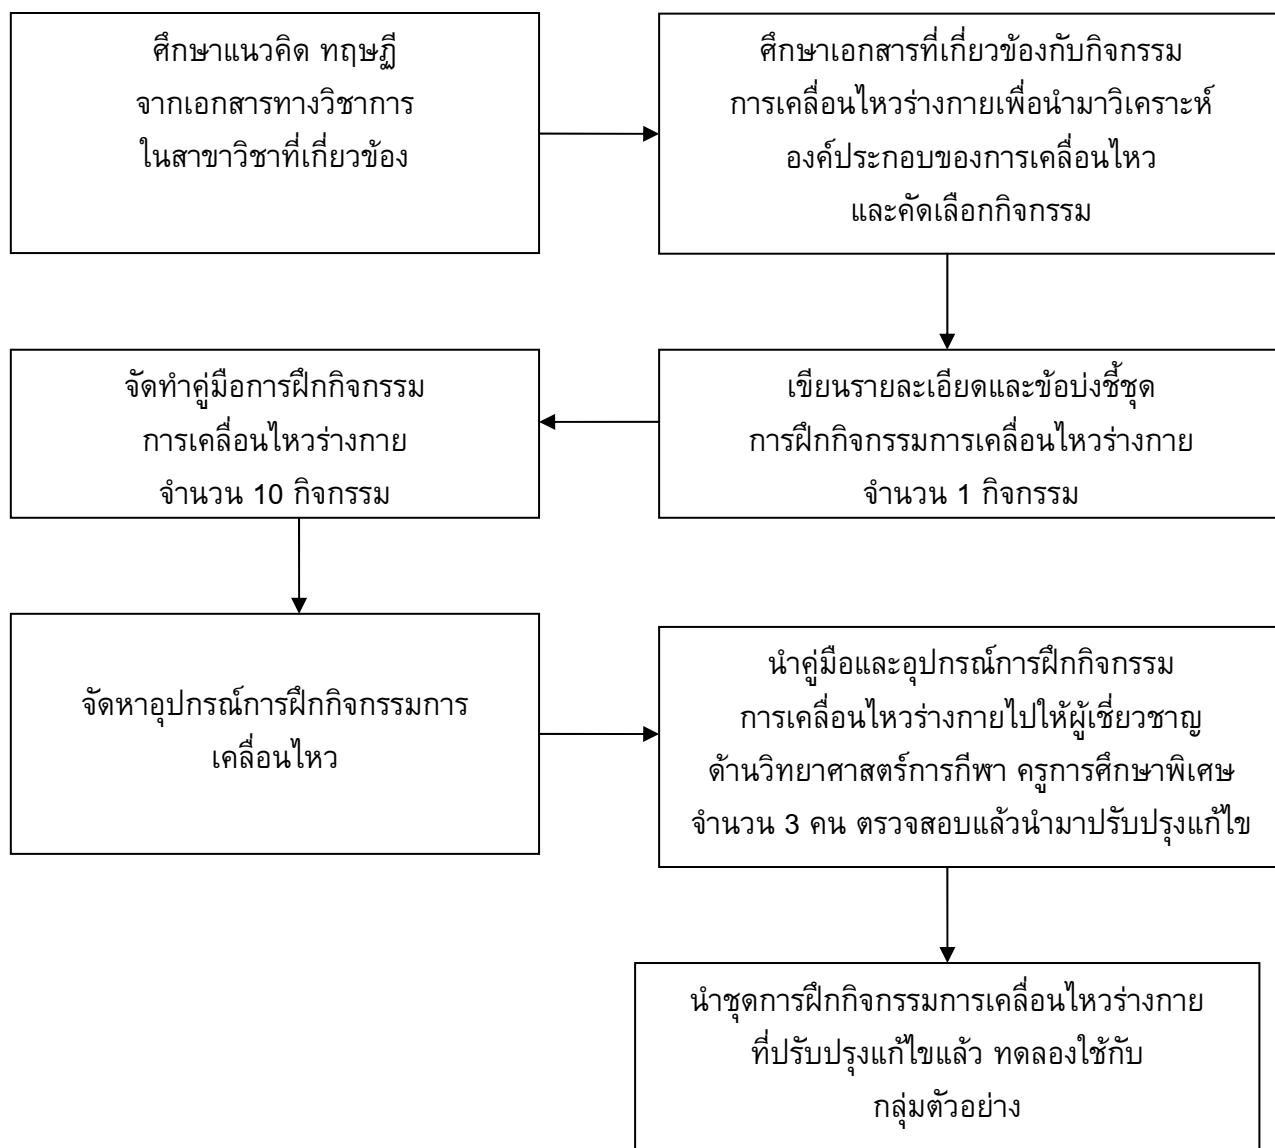 ศึกษาแนวคิด ทฤษฎี
จากเอกสารทางวิชาการ
ในสาขาวิชาที่เกี่ยวข้อง
ศึกษาเอกสารที่เกี่ยวข้องกับกิจกรรม
การเคลื่อนไหวร่างกายเพื่อนำมาวิเคราะห์
องค์ประกอบของการเคลื่อนไหว
และคัดเลือกกิจกรรม
เขียนรายละเอียดและข้อบ่งชี้ชุด
การฝึกกิจกรรมการเคลื่อนไหวร่างกาย
จำนวน 1 กิจกรรม
จัดทำคู่มือการฝึกกิจกรรม
การเคลื่อนไหวร่างกาย
จำนวน 10 กิจกรรม
จัดหาอุปกรณ์การฝึกกิจกรรมการ
เคลื่อนไหว
นำคู่มือและอุปกรณ์การฝึกกิจกรรม
การเคลื่อนไหวร่างกายไปให้ผู้เชี่ยวชาญ
ด้านวิทยาศาสตร์การกีฬา ครูการศึกษาพิเศษ
จำนวน 3 คน ตรวจสอบแล้วนำมาปรับปรุงแก้ไข
นำชุดการฝึกกิจกรรมการเคลื่อนไหวร่างกาย
ที่ปรับปรุงแก้ไขแล้ว ทดลองใช้กับ
กลุ่มตัวอย่าง